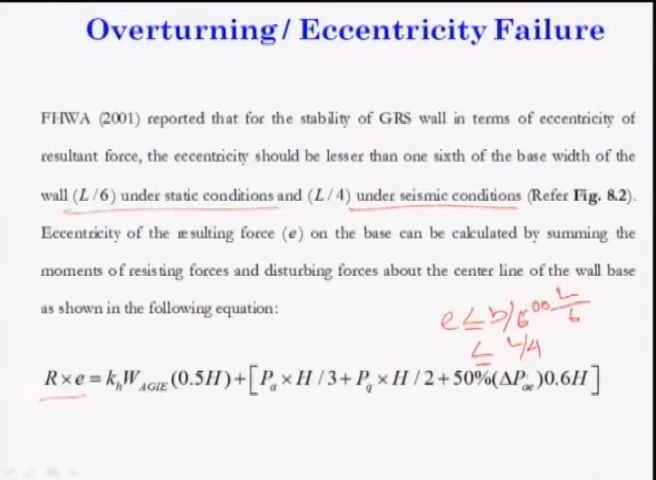 Overturning/ Eccentricity Failure
FHWA (2001) reported that for the stability of GRS wall in terms of eccentricity of
resultant force, the eccentricity should be lesser than one sixth of the base width of the
wall (L/6) under static conditions and (L/4) under seismic conditions (Refer Fig. 8.2).
Eccentricity of the resulting force (e) on the base can be calculated by summing the
moments of resisting forces and disturbing forces about the center line of the wall base
as shown in the following equation:
e ≤ b/6 or L/6
≤ L/4
R×e = k_h W_AGIE (0.5H)+[P_a × H/3+ P_q × H/2+50%(ΔP_ae)0.6H]